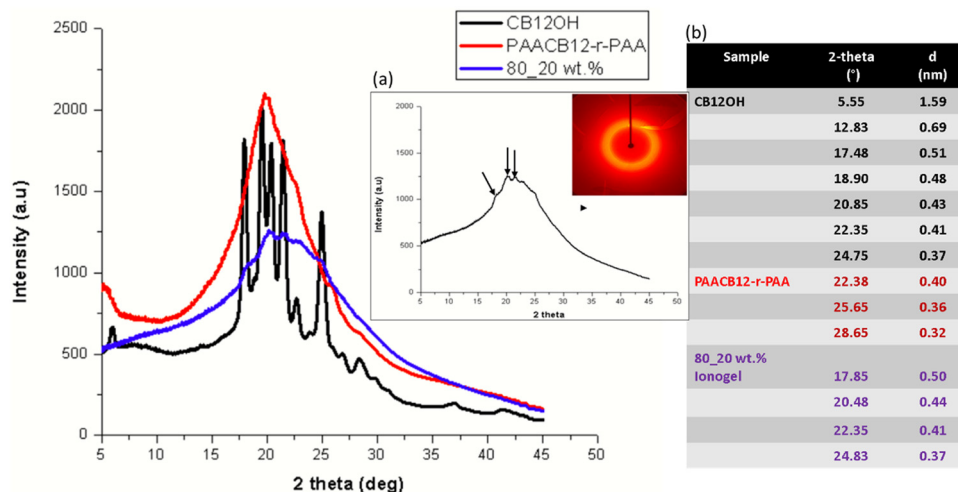 CB12OH
PAACB12-r-PAA
80_20 wt.%
2500
2000
1500
1000
500
0
Intensity (a.u)
5 10 15 20 25 30 35 40 45 50
2 theta (deg)
(a)
2000
1500
1000
500
0
Intensity (au)
5 10 15 20 25 30 35 40 45 50
2 theta
(b)
Sample 2-theta (°) d (nm)
CB12OH 5.55 1.59
12.83 0.69
17.48 0.51
18.90 0.48
20.85 0.43
22.35 0.41
24.75 0.37
PAACB12-r-PAA 22.38 0.40
25.65 0.36
28.65 0.32
80_20 wt.%
Ionogel 17.85 0.50
20.48 0.44
22.35 0.41
24.83 0.37